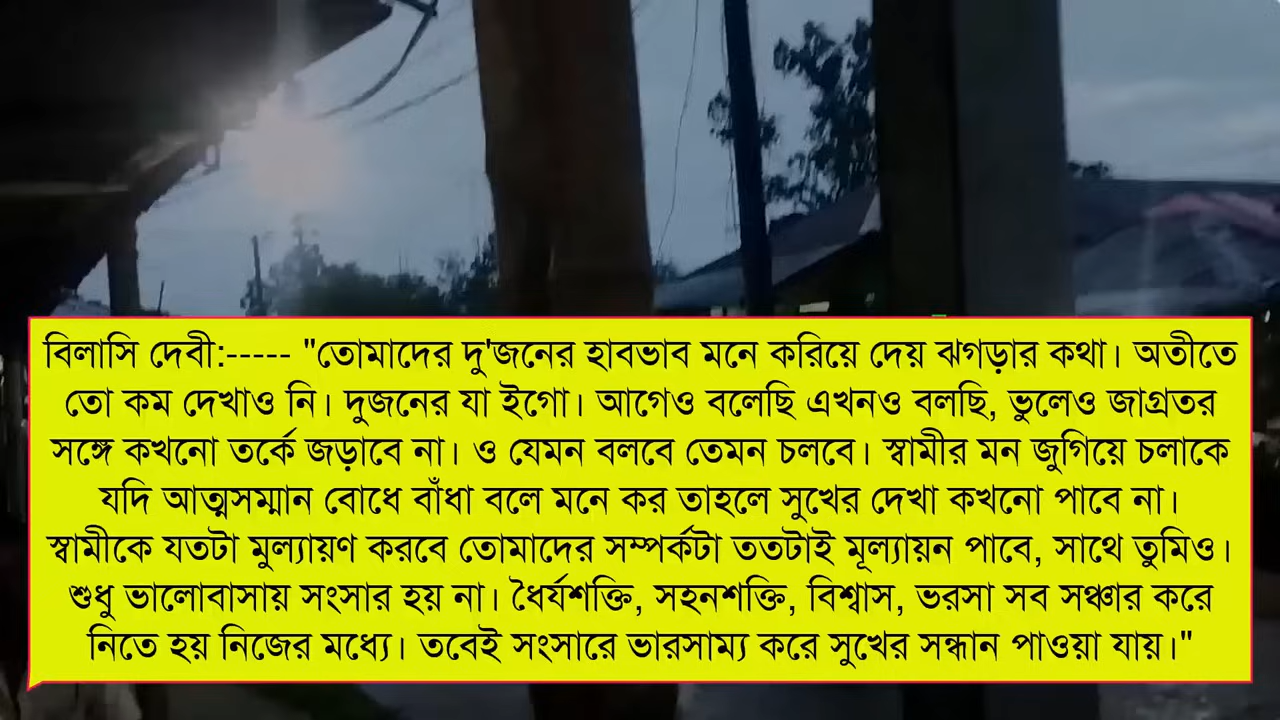 বিলাসি দেবী:----- "তোমাদের দু'জনের হাবভাব মনে করিয়ে দেয় ঝগড়ার কথা। অতীতে
তো কম দেখাও নি। দুজনের যা ইগো। আগেও বলেছি এখনও বলছি, ভুলেও জাগ্রতর
সঙ্গে কখনো তর্কে জড়াবে না। ও যেমন বলবে তেমন চলবে। স্বামীর মন জুগিয়ে চলাকে
যদি আত্মসম্মান বোধে বাঁধা বলে মনে কর তাহলে সুখের দেখা কখনো পাবে না।
স্বামীকে যতটা মুল্যায়ণ করবে তোমাদের সম্পর্কটা ততটাই মূল্যায়ন পাবে, সাথে তুমিও।
শুধু ভালোবাসায় সংসার হয় না। ধৈর্যশক্তি, সহনশক্তি, বিশ্বাস, ভরসা সব সঞ্চার করে
নিতে হয় নিজের মধ্যে। তবেই সংসারে ভারসাম্য করে সুখের সন্ধান পাওয়া যায়।"